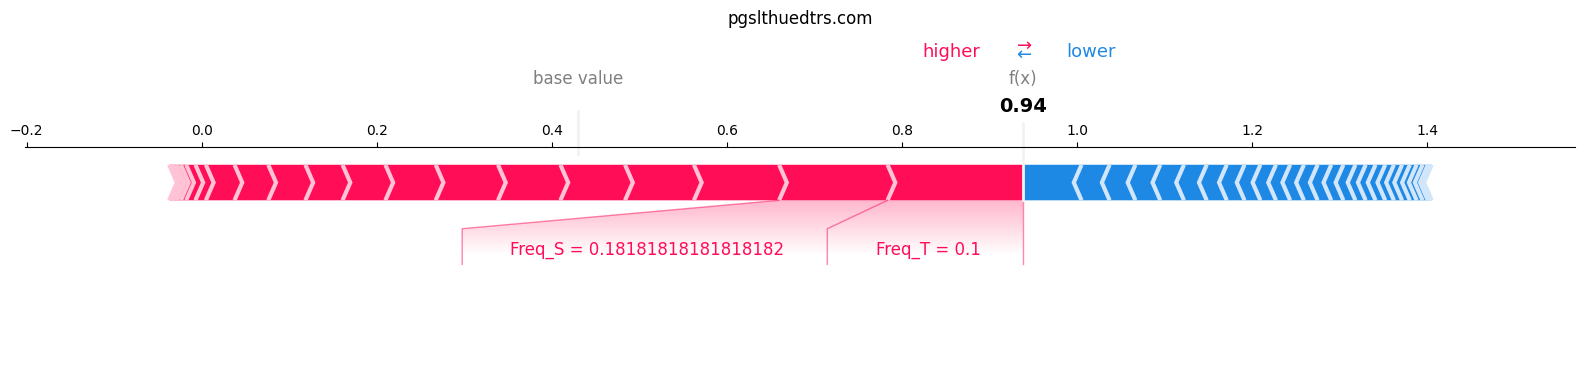 pgslthuedtrs.com
higher ⇄ lower
base value f(x)
0.94
−0.2 0.0 0.2 0.4 0.6 0.8 1.0 1.2 1.4
Freq_S = 0.18181818181818182 Freq_T = 0.1